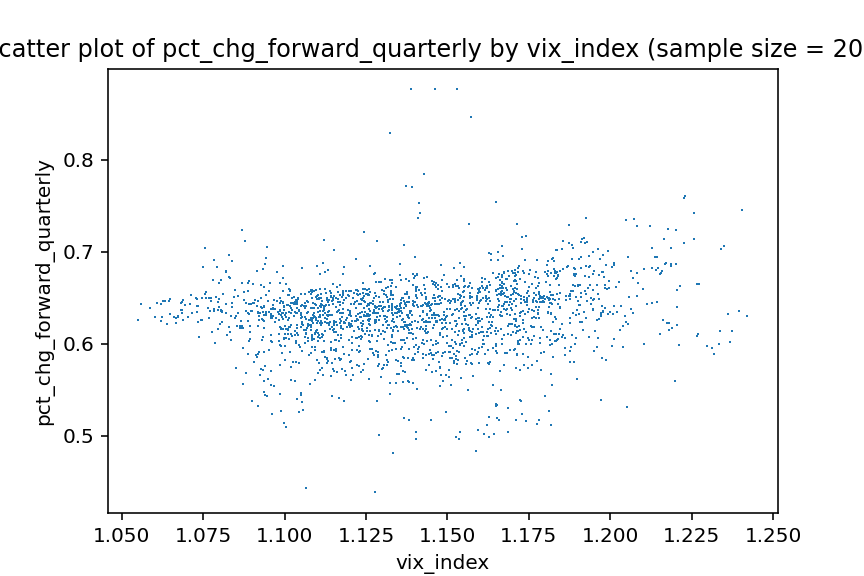 catter plot of pct_chg_forward_quarterly by vix_index (sample size = 20
pct_chg_forward_quarterly
0.8
0.7
0.6
0.5
1.050 1.075 1.100 1.125 1.150 1.175 1.200 1.225 1.250
vix_index